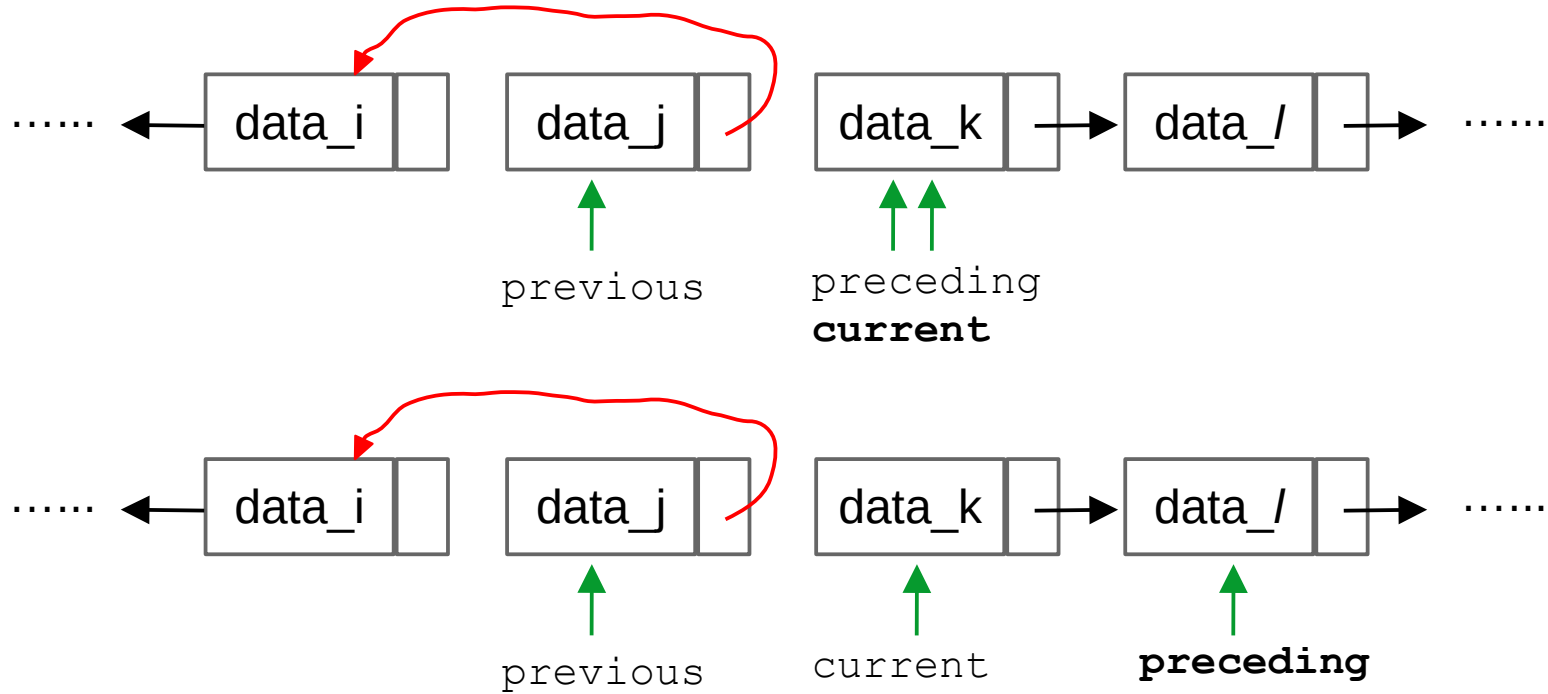 …... data_i data_j data_k data_l …...
previous preceding
current
…... data_i data_j data_k data_l …...
previous current preceding